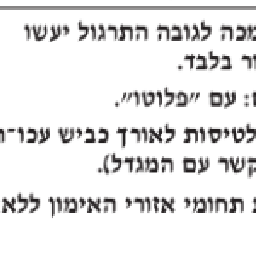 מכה לגובה התרגול יעשו
ור בלבד.
: עם "פלוטו".
לטיסות לאורך כביש עכו־
קשר עם המגדל).
תחומי אזורי האימון ללא